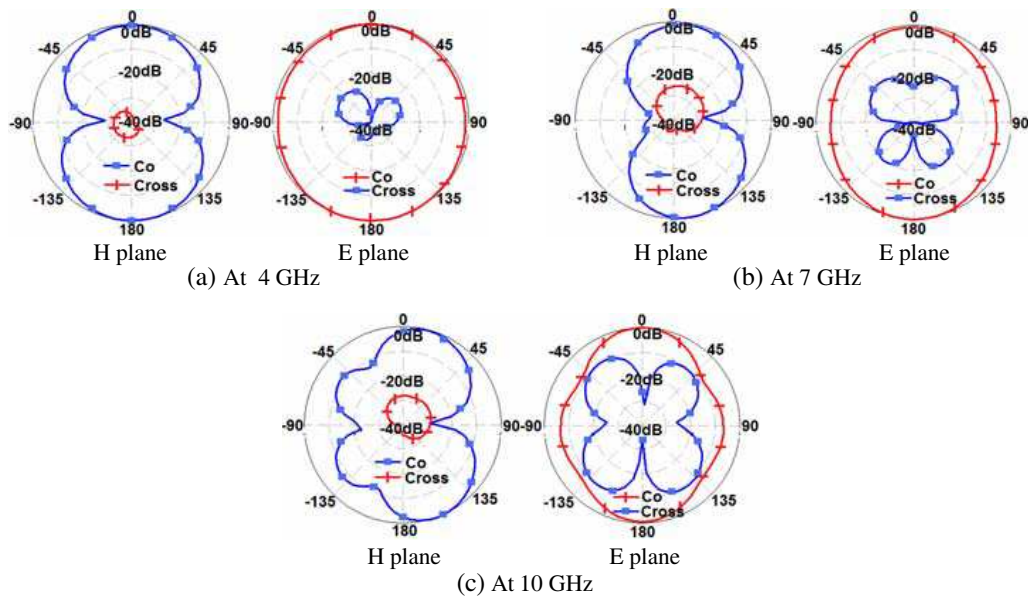 0
0dB
-45
45
-20dB
-90
-40dB
90
Co
Cross
-135
135
180
H plane
0
0dB
-45
45
-20dB
-90
-40dB
90
Co
Cross
-135
135
180
E plane
(a) At 4 GHz
0
0dB
-45
45
-20dB
-90
-40dB
90
Co
Cross
-135
135
180
H plane
0
0dB
-45
45
-20dB
-90
-40dB
90
Co
Cross
-135
135
180
E plane
(b) At 7 GHz
0
0dB
-45
45
-20dB
-90
-40dB
90
Co
Cross
-135
135
180
H plane
0
0dB
-45
45
-20dB
-90
-40dB
90
Co
Cross
-135
135
180
E plane
(c) At 10 GHz